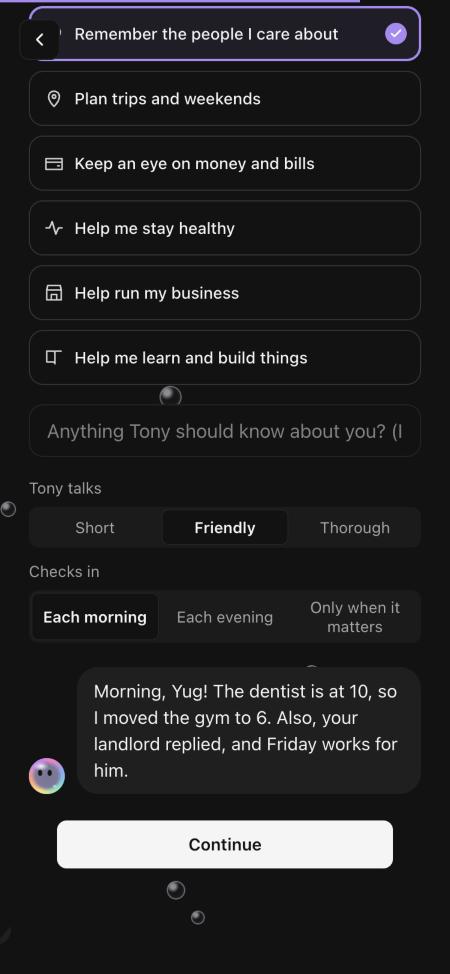 Remember the people I care about
Plan trips and weekends
Keep an eye on money and bills
Help me stay healthy
Help run my business
Help me learn and build things
Anything Tony should know about you? (I
Tony talks
Short
Friendly
Thorough
Checks in
Each morning
Each evening
Only when it
matters
Morning, Yug! The dentist is at 10, so
I moved the gym to 6. Also, your
landlord replied, and Friday works for
him.
Continue